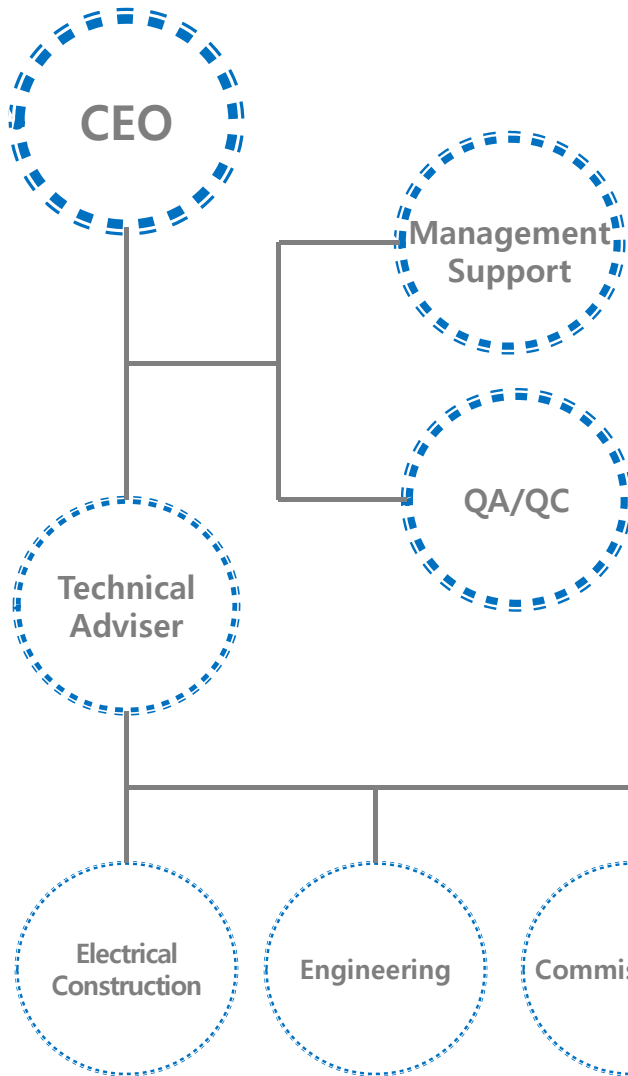 CEO
Management
Support
QA/QC
Technical
Adviser
Electrical
Construction
Engineering